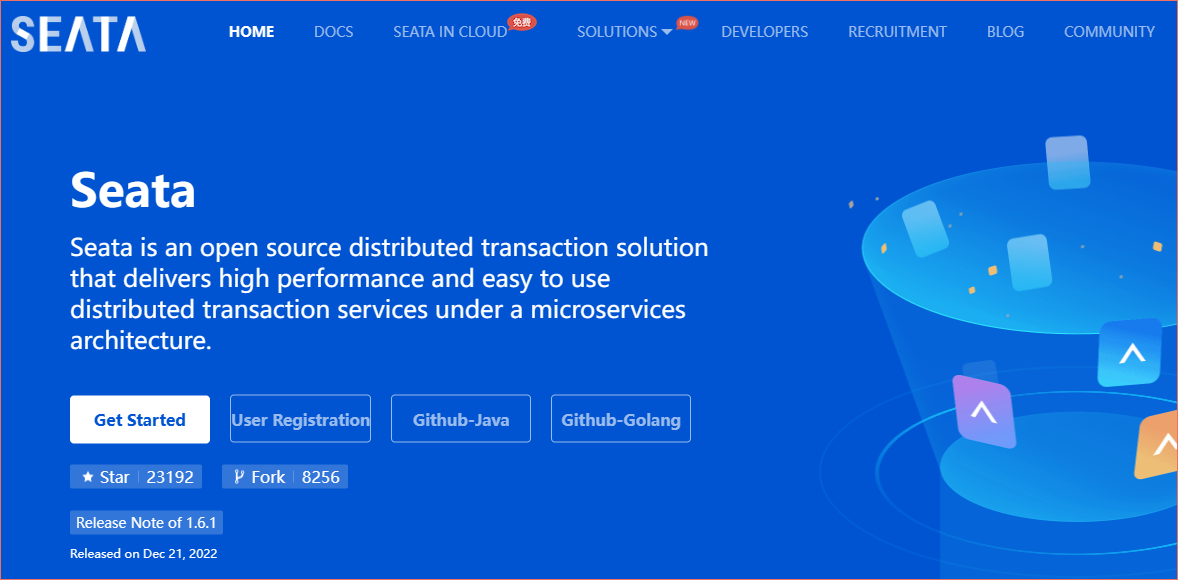 SEATA
HOME DOCS SEATA IN CLOUD 免费 SOLUTIONS NEW DEVELOPERS RECRUITMENT BLOG COMMUNITY
Seata
Seata is an open source distributed transaction solution
that delivers high performance and easy to use
distributed transaction services under a microservices
architecture.
Get Started User Registration Github-Java Github-Golang
Star 23192 Fork 8256
Release Note of 1.6.1
Released on Dec 21, 2022